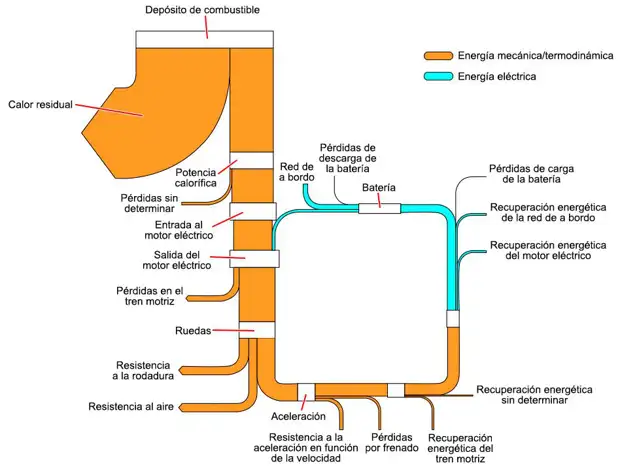 Depósito de combustible
Energía mecánica/termodinámica
Energía eléctrica
Calor residual
Potencia
calorífica
Pérdidas sin
determinar
Entrada al
motor eléctrico
Salida del
motor eléctrico
Pérdidas en el
tren motriz
Ruedas
Resistencia
a la rodadura
Resistencia al aire
Red de
a bordo
Pérdidas de
descarga de
la batería
Batería
Pérdidas de carga
de la batería
Recuperación energética
de la red de a bordo
Recuperación energética
del motor eléctrico
Recuperación energética
sin determinar
Aceleración
Resistencia a la
aceleración en función
de la velocidad
Pérdidas
por frenado
Recuperación
energética del
tren motriz